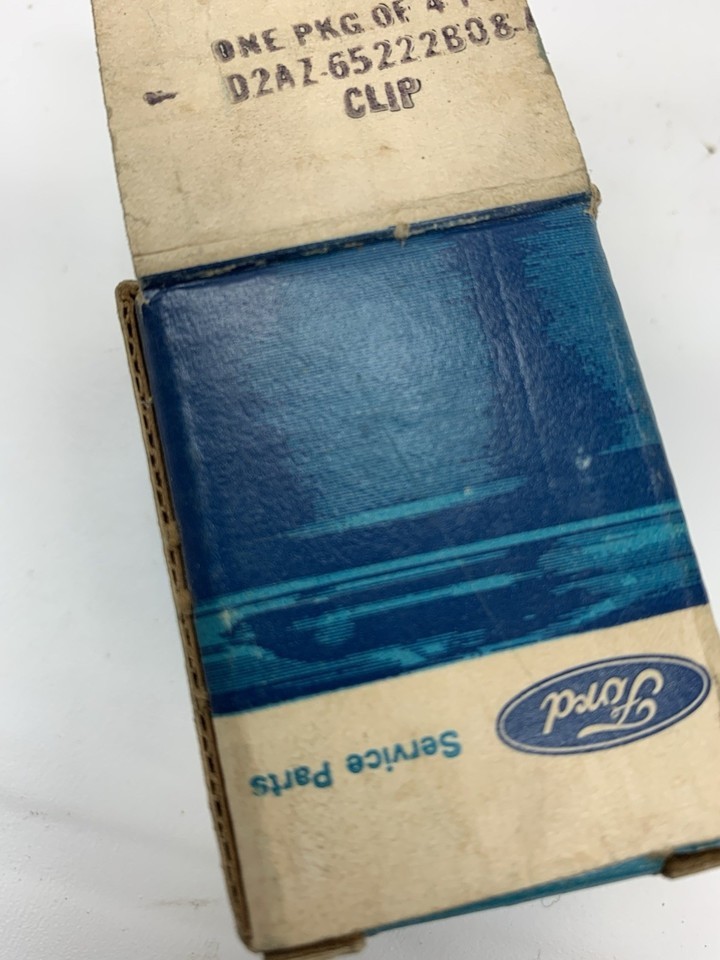 ONE PKG OF 4
D2AZ-65222B08-A
CLIP
Ford
Service Parts